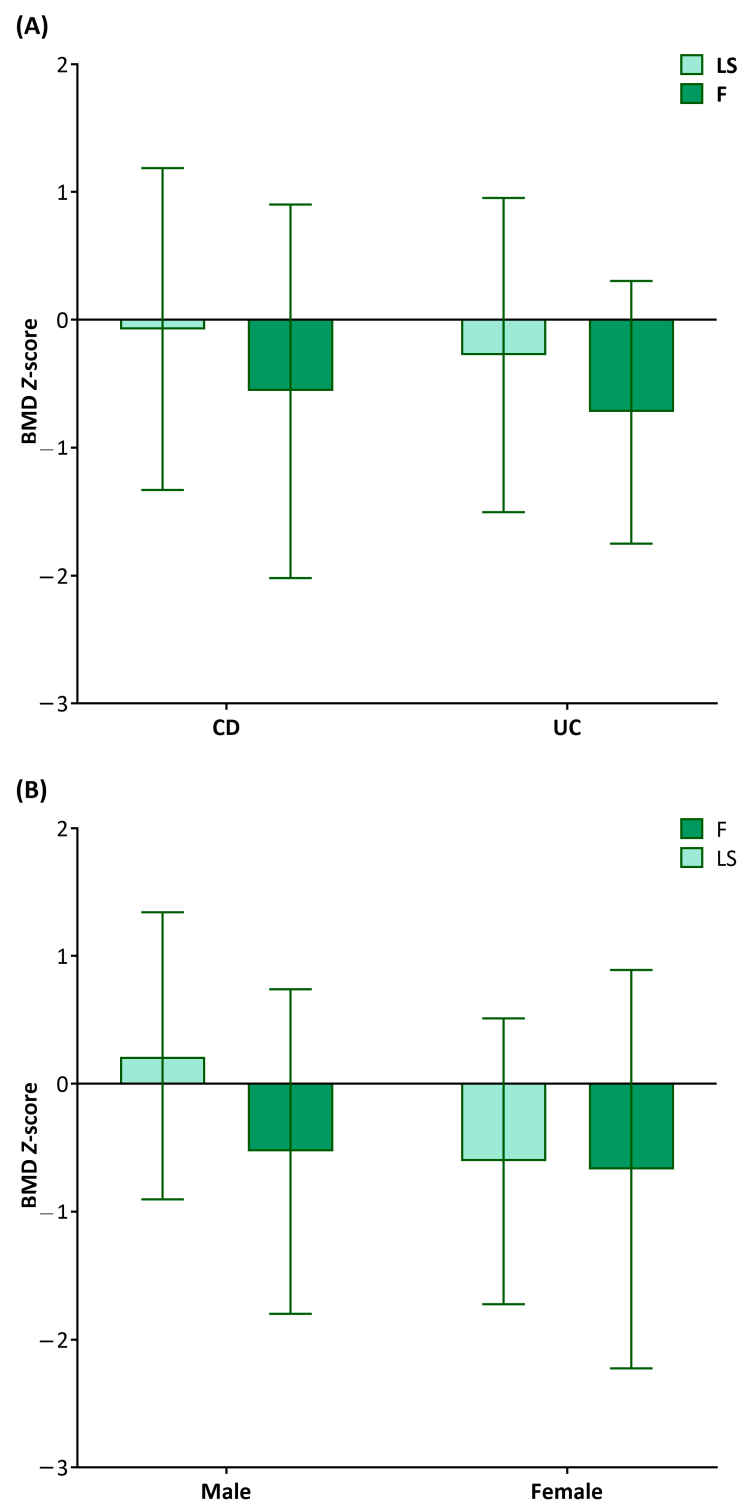 (A)
LS
F
2
1
0
−1
−2
−3
BMD Z-score
CD
UC
(B)
F
LS
2
1
0
−1
−2
−3
BMD Z-score
Male
Female